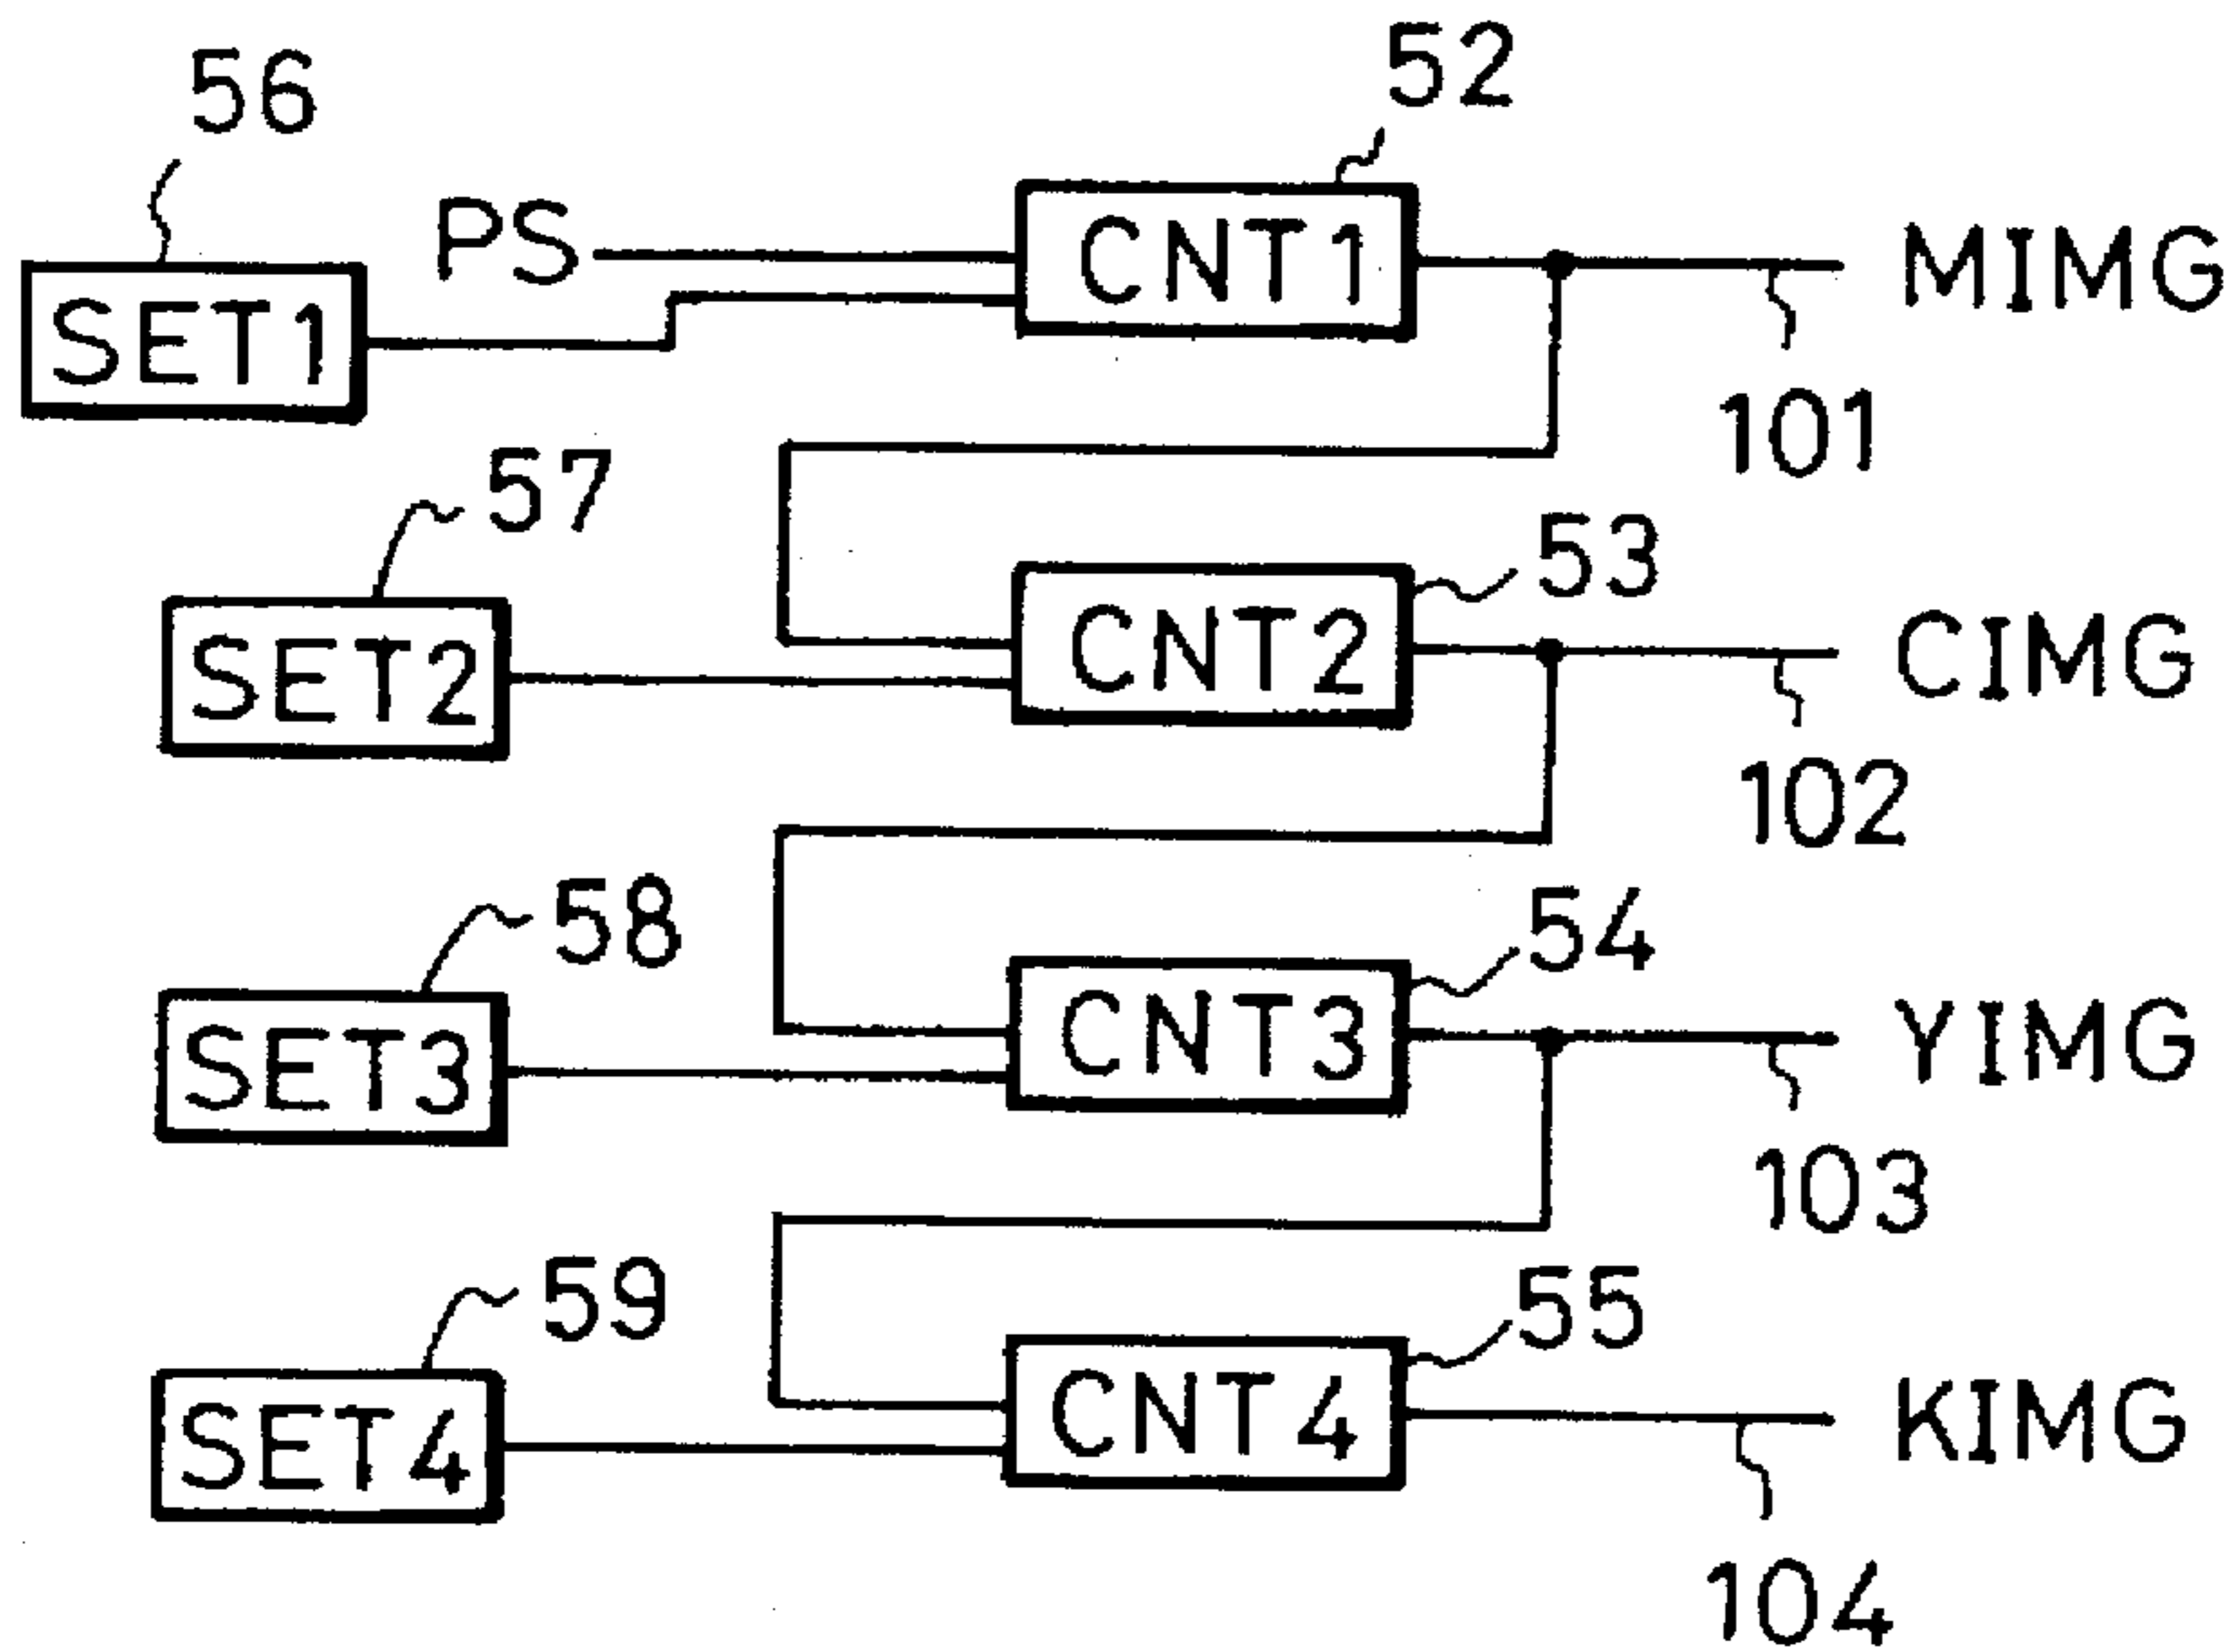 56
52
PS
CNT1
MIMG
SET1
101
57
53
CNT2
CIMG
SET2
102
58
54
CNT3
YIMG
SET3
103
59
55
CNT4
KIMG
SET4
104